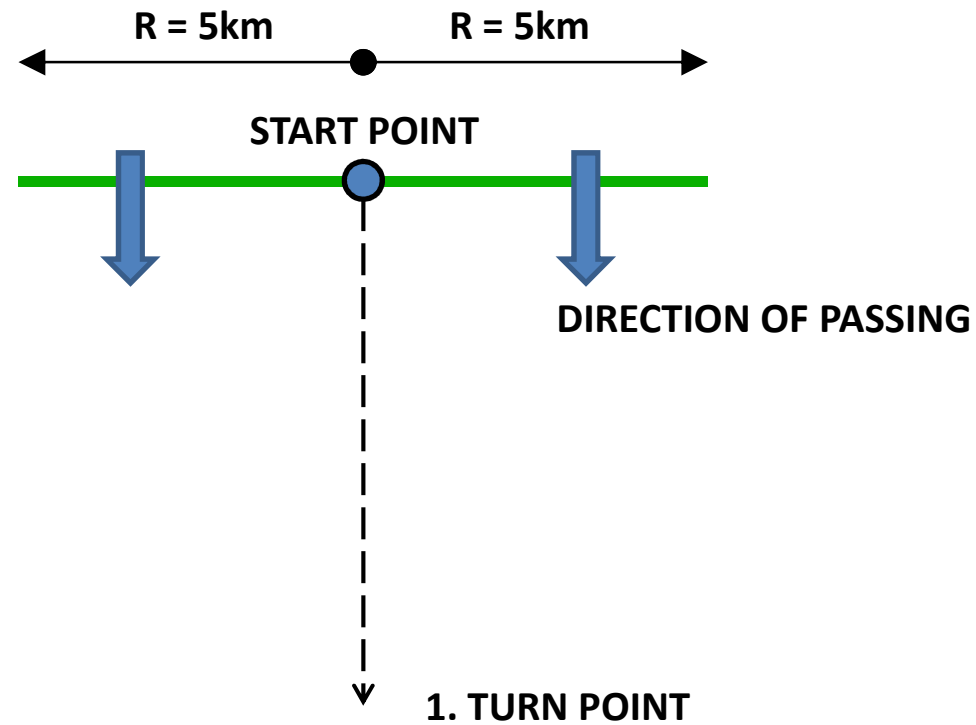 R = 5km
R = 5km
START POINT
DIRECTION OF PASSING
1. TURN POINT